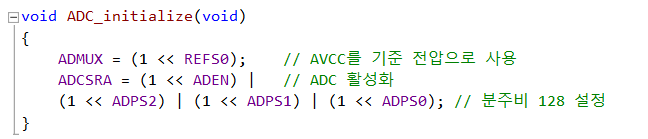 void ADC_initialize(void)
{
ADMUX = (1 << REFS0); // AVCC를 기준 전압으로 사용
ADCSRA = (1 << ADEN) | // ADC 활성화
(1 << ADPS2) | (1 << ADPS1) | (1 << ADPS0); // 분주비 128 설정
}